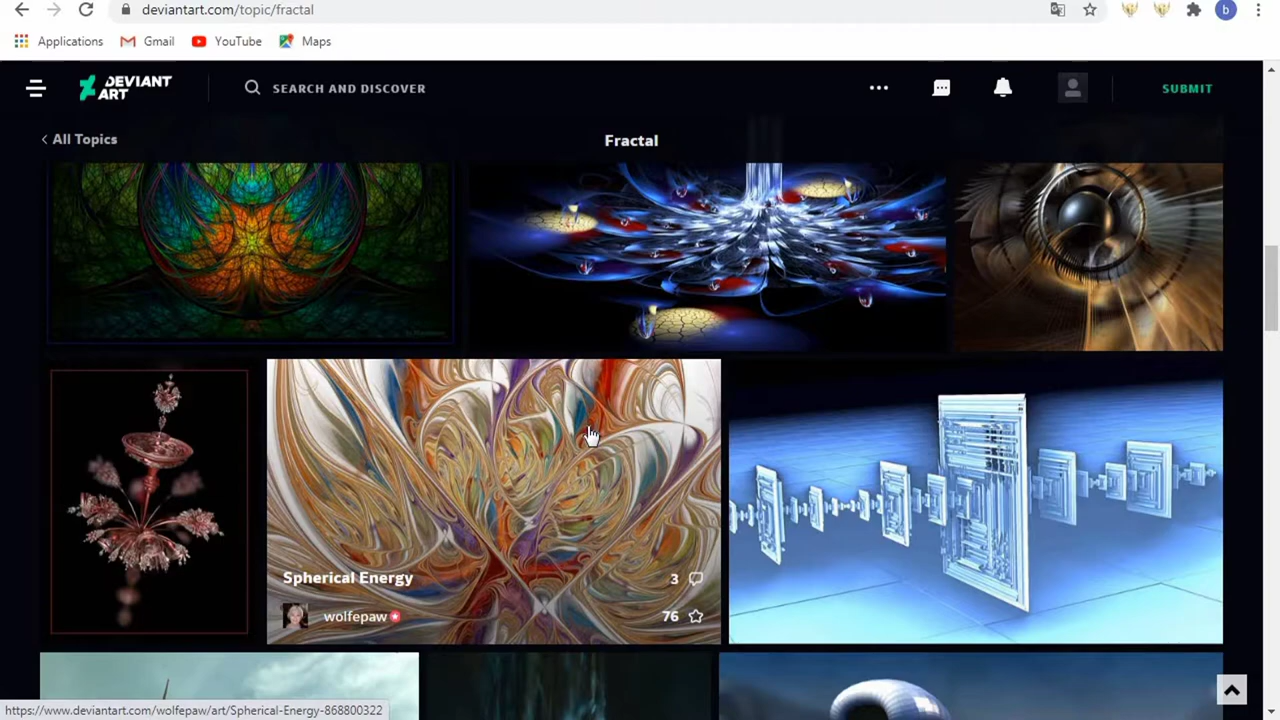 deviantart.com/topic/fractal
b
Applications Gmail YouTube Maps
DEVIANT
ART
SEARCH AND DISCOVER
SUBMIT
All Topics
Fractal
Spherical Energy
3
wolfepaw
76
https://www.deviantart.com/wolfepaw/art/Spherical-Energy-868800322